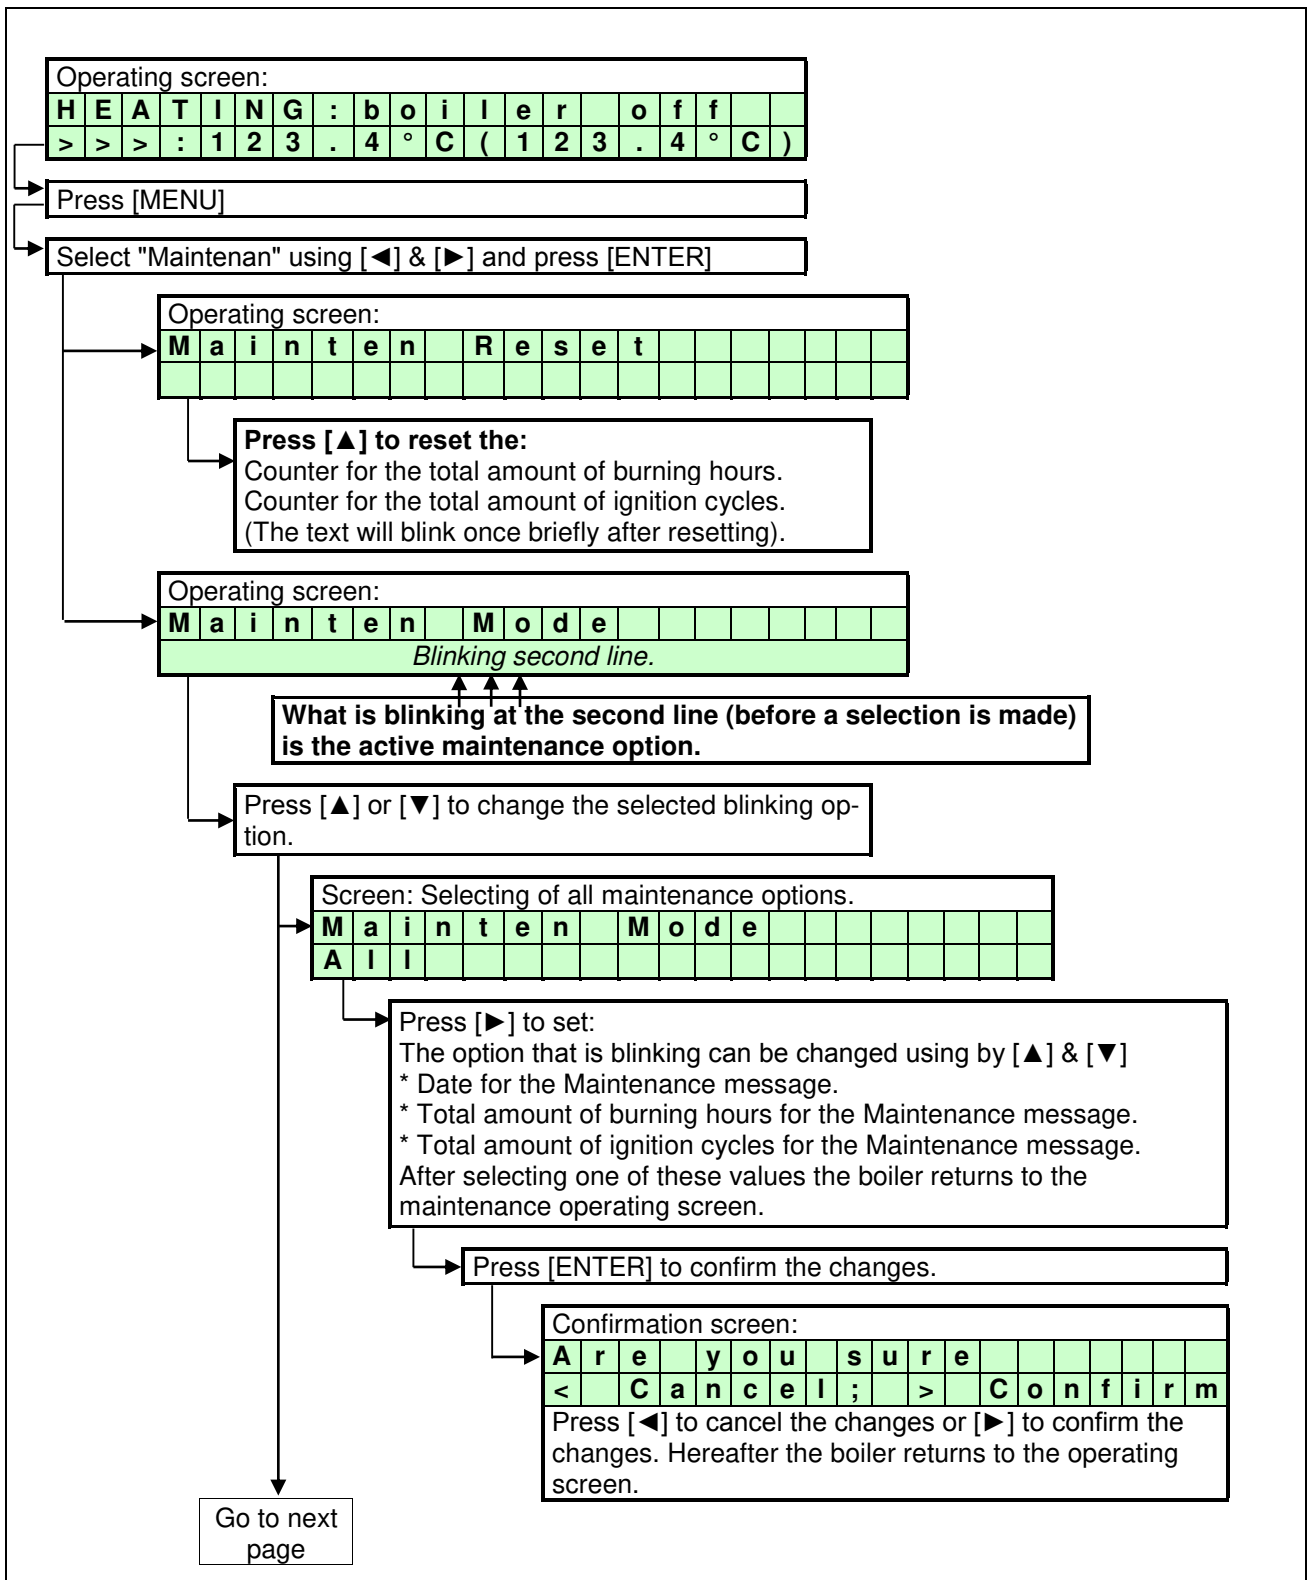 Operating screen:
HEATING:boiler off
>>>:123.4°C(123.4°C)
Press [MENU]
Select "Maintenan" using [◄] & [►] and press [ENTER]
Operating screen:
Mainten Reset
Press [▲] to reset the:
Counter for the total amount of burning hours.
Counter for the total amount of ignition cycles.
(The text will blink once briefly after resetting).
Operating screen:
Mainten Mode
Blinking second line.
What is blinking at the second line (before a selection is made)
is the active maintenance option.
Press [▲] or [▼] to change the selected blinking op-
tion.
Screen: Selecting of all maintenance options.
Mainten Mode
All
Press [►] to set:
The option that is blinking can be changed using by [▲] & [▼]
* Date for the Maintenance message.
* Total amount of burning hours for the Maintenance message.
* Total amount of ignition cycles for the Maintenance message.
After selecting one of these values the boiler returns to the
maintenance operating screen.
Press [ENTER] to confirm the changes.
Confirmation screen:
Are you sure
< Cancel; > Confirm
Press [◄] to cancel the changes or [►] to confirm the
changes. Hereafter the boiler returns to the operating
screen.
Go to next
page